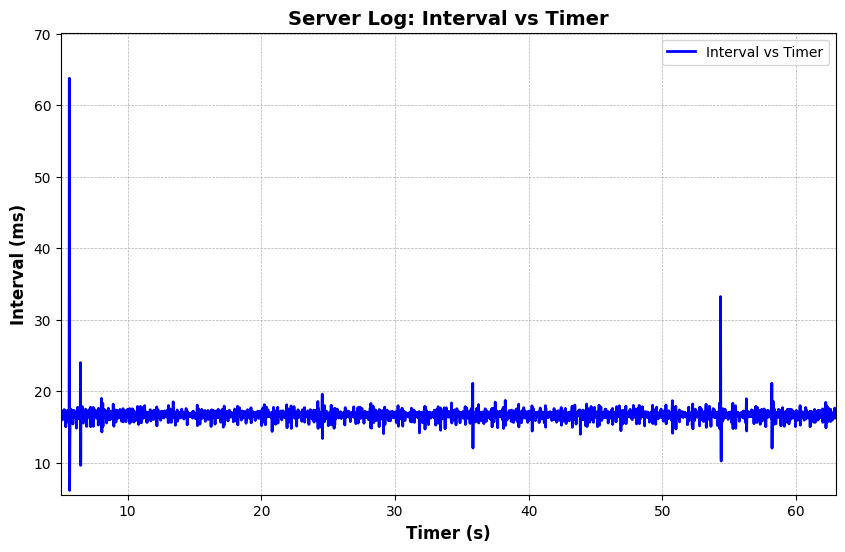 Server Log: Interval vs Timer
Interval vs Timer
70
60
50
40
30
20
10
Interval (ms)
10 20 30 40 50 60
Timer (s)